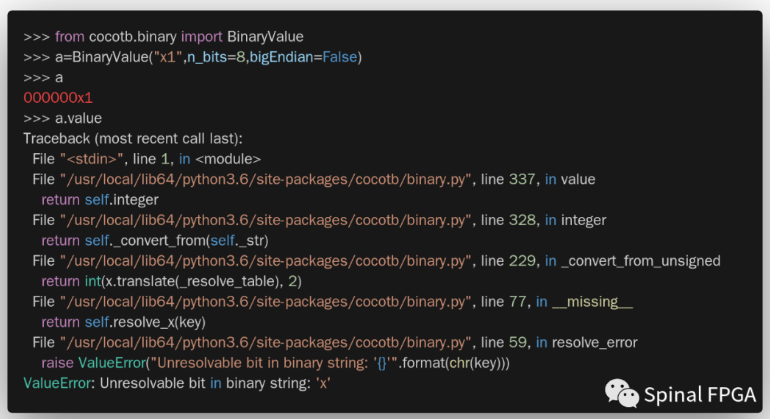 >>> from cocotb.binary import BinaryValue
>>> a=BinaryValue("x1",n_bits=8,bigEndian=False)
>>> a
000000x1
>>> a.value
Traceback (most recent call last):
  File "<stdin>", line 1, in <module>
  File "/usr/local/lib64/python3.6/site-packages/cocotb/binary.py", line 337, in value
    return self.integer
  File "/usr/local/lib64/python3.6/site-packages/cocotb/binary.py", line 328, in integer
    return self._convert_from(self._str)
  File "/usr/local/lib64/python3.6/site-packages/cocotb/binary.py", line 229, in _convert_from_unsigned
    return int(x.translate(_resolve_table), 2)
  File "/usr/local/lib64/python3.6/site-packages/cocotb/binary.py", line 77, in __missing__
    return self.resolve_x(key)
  File "/usr/local/lib64/python3.6/site-packages/cocotb/binary.py", line 59, in resolve_error
    raise ValueError("Unresolvable bit in binary string: '{}'".format(chr(key)))
ValueError: Unresolvable bit in binary string: 'x'
Spinal FPGA